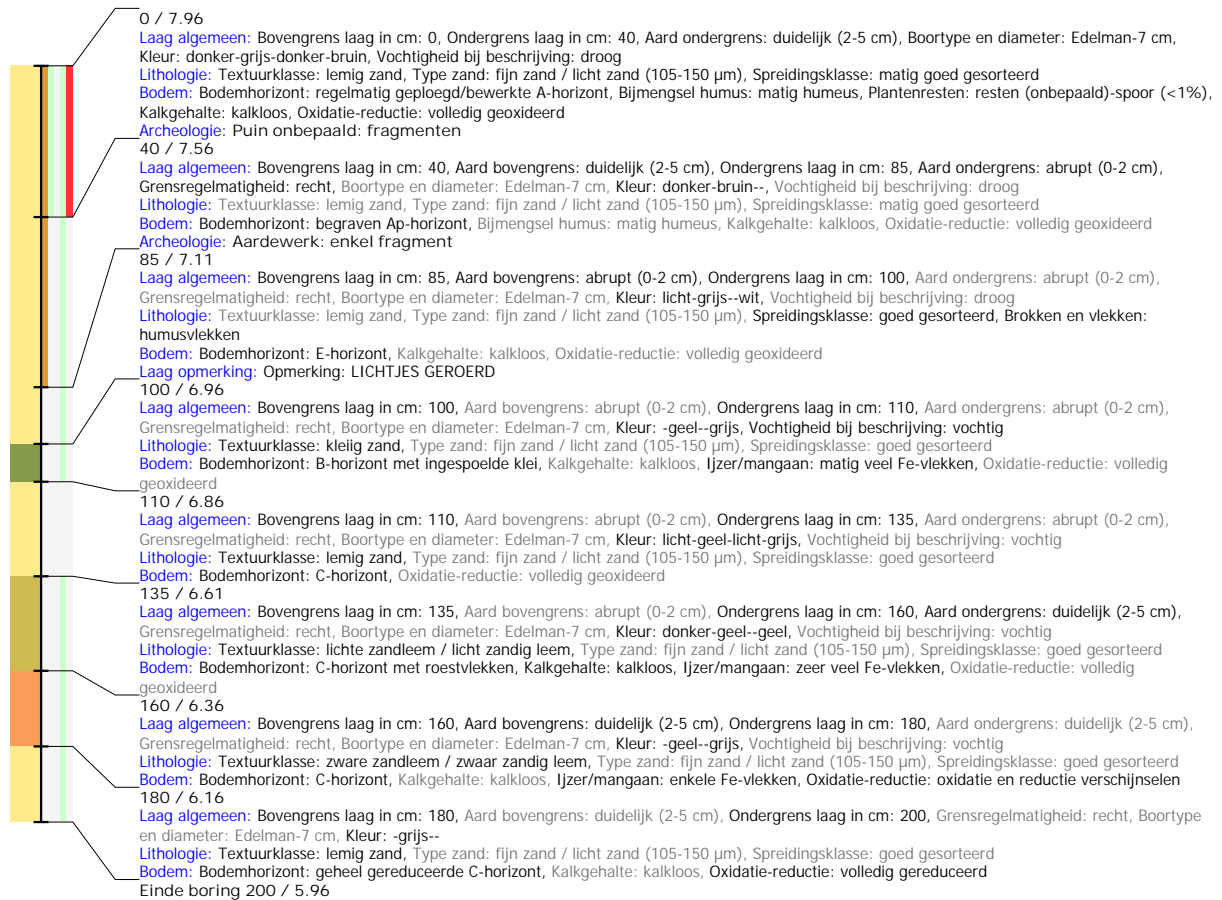 0 / 7.96
Laag algemeen: Bovengrens laag in cm: 0, Ondergrens laag in cm: 40, Aard ondergrens: duidelijk (2-5 cm), Boortype en diameter: Edelman-7 cm,
Kleur: donker-grijs-donker-bruin, Vochtigheid bij beschrijving: droog
Lithologie: Textuurklasse: lemig zand, Type zand: fijn zand / licht zand (105-150 µm), Spreidingsklasse: matig goed gesorteerd
Bodem: Bodemhorizont: regelmatig geploegd/bewerkte A-horizont, Bijmengsel humus: matig humeus, Plantenresten: resten (onbepaald)-spoor (<1%),
Kalkgehalte: kalkloos, Oxidatie-reductie: volledig geoxideerd
Archeologie: Puin onbepaald: fragmenten
40 / 7.56
Laag algemeen: Bovengrens laag in cm: 40, Aard bovengrens: duidelijk (2-5 cm), Ondergrens laag in cm: 85, Aard ondergrens: abrupt (0-2 cm),
Grensregelmatigheid: recht, Boortype en diameter: Edelman-7 cm, Kleur: donker-bruin--, Vochtigheid bij beschrijving: droog
Lithologie: Textuurklasse: lemig zand, Type zand: fijn zand / licht zand (105-150 µm), Spreidingsklasse: matig goed gesorteerd
Bodem: Bodemhorizont: begraven Ap-horizont, Bijmengsel humus: matig humeus, Kalkgehalte: kalkloos, Oxidatie-reductie: volledig geoxideerd
Archeologie: Aardewerk: enkel fragment
85 / 7.11
Laag algemeen: Bovengrens laag in cm: 85, Aard bovengrens: abrupt (0-2 cm), Ondergrens laag in cm: 100, Aard ondergrens: abrupt (0-2 cm),
Grensregelmatigheid: recht, Boortype en diameter: Edelman-7 cm, Kleur: licht-grijs--wit, Vochtigheid bij beschrijving: droog
Lithologie: Textuurklasse: lemig zand, Type zand: fijn zand / licht zand (105-150 µm), Spreidingsklasse: goed gesorteerd, Brokken en vlekken:
humusvlekken
Bodem: Bodemhorizont: E-horizont, Kalkgehalte: kalkloos, Oxidatie-reductie: volledig geoxideerd
Laag opmerking: Opmerking: LICHTJES GEROERD
100 / 6.96
Laag algemeen: Bovengrens laag in cm: 100, Aard bovengrens: abrupt (0-2 cm), Ondergrens laag in cm: 110, Aard ondergrens: abrupt (0-2 cm),
Grensregelmatigheid: recht, Boortype en diameter: Edelman-7 cm, Kleur: -geel--grijs, Vochtigheid bij beschrijving: vochtig
Lithologie: Textuurklasse: kleiig zand, Type zand: fijn zand / licht zand (105-150 µm), Spreidingsklasse: goed gesorteerd
Bodem: Bodemhorizont: B-horizont met ingespoelde klei, Kalkgehalte: kalkloos, Ijzer/mangaan: matig veel Fe-vlekken, Oxidatie-reductie: volledig
geoxideerd
110 / 6.86
Laag algemeen: Bovengrens laag in cm: 110, Aard bovengrens: abrupt (0-2 cm), Ondergrens laag in cm: 135, Aard ondergrens: abrupt (0-2 cm),
Grensregelmatigheid: recht, Boortype en diameter: Edelman-7 cm, Kleur: licht-geel-licht-grijs, Vochtigheid bij beschrijving: vochtig
Lithologie: Textuurklasse: lemig zand, Type zand: fijn zand / licht zand (105-150 µm), Spreidingsklasse: goed gesorteerd
Bodem: Bodemhorizont: C-horizont, Oxidatie-reductie: volledig geoxideerd
135 / 6.61
Laag algemeen: Bovengrens laag in cm: 135, Aard bovengrens: abrupt (0-2 cm), Ondergrens laag in cm: 160, Aard ondergrens: duidelijk (2-5 cm),
Grensregelmatigheid: recht, Boortype en diameter: Edelman-7 cm, Kleur: donker-geel--geel, Vochtigheid bij beschrijving: vochtig
Lithologie: Textuurklasse: lichte zandleem / licht zandig leem, Type zand: fijn zand / licht zand (105-150 µm), Spreidingsklasse: goed gesorteerd
Bodem: Bodemhorizont: C-horizont met roestvlekken, Kalkgehalte: kalkloos, Ijzer/mangaan: zeer veel Fe-vlekken, Oxidatie-reductie: volledig
geoxideerd
160 / 6.36
Laag algemeen: Bovengrens laag in cm: 160, Aard bovengrens: duidelijk (2-5 cm), Ondergrens laag in cm: 180, Aard ondergrens: duidelijk (2-5 cm),
Grensregelmatigheid: recht, Boortype en diameter: Edelman-7 cm, Kleur: -geel--grijs, Vochtigheid bij beschrijving: vochtig
Lithologie: Textuurklasse: zware zandleem / zwaar zandig leem, Type zand: fijn zand / licht zand (105-150 µm), Spreidingsklasse: goed gesorteerd
Bodem: Bodemhorizont: C-horizont, Kalkgehalte: kalkloos, Ijzer/mangaan: enkele Fe-vlekken, Oxidatie-reductie: oxidatie en reductie verschijnselen
180 / 6.16
Laag algemeen: Bovengrens laag in cm: 180, Aard bovengrens: duidelijk (2-5 cm), Ondergrens laag in cm: 200, Grensregelmatigheid: recht, Boortype
en diameter: Edelman-7 cm, Kleur: -grijs--
Lithologie: Textuurklasse: lemig zand, Type zand: fijn zand / licht zand (105-150 µm), Spreidingsklasse: goed gesorteerd
Bodem: Bodemhorizont: geheel gereduceerde C-horizont, Kalkgehalte: kalkloos, Oxidatie-reductie: volledig gereduceerd
Einde boring 200 / 5.96